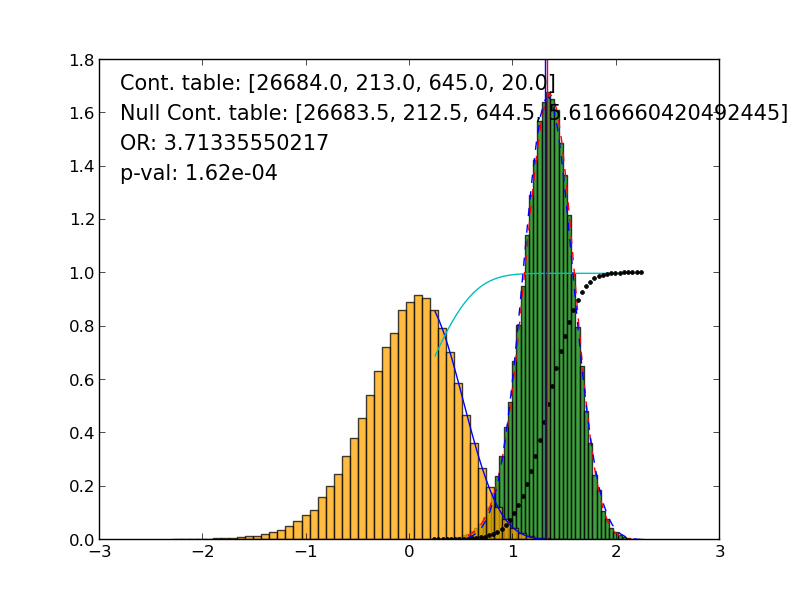 Cont. table: [26684.0, 213.0, 645.0, 20.0]
Null Cont. table: [26683.5, 212.5, 644.5, 5.6166660420492445]
OR: 3.71335550217
p-val: 1.62e-04
1.8
1.6
1.4
1.2
1.0
0.8
0.6
0.4
0.2
0.0
−3 −2 −1 0 1 2 3